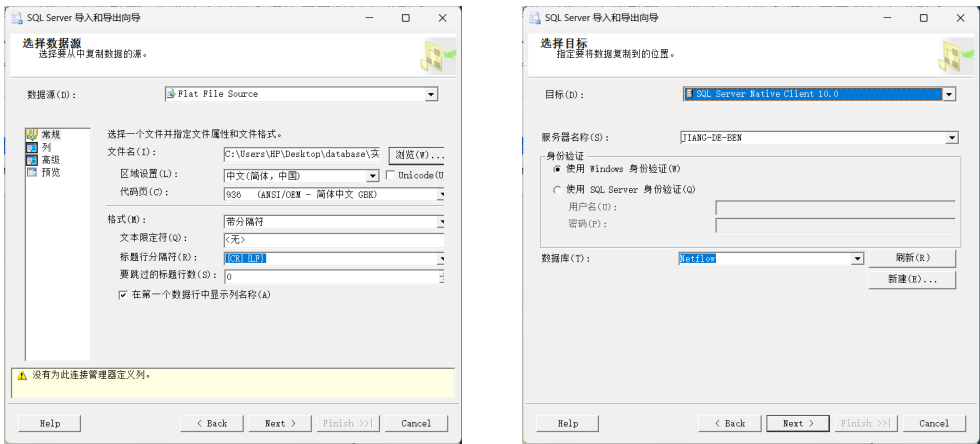 SQL Server 导入和导出向导
选择数据源
选择要从中复制数据的源。
数据源(D):
Flat File Source
常规
列
高级
预览
选择一个文件并指定文件属性和文件格式。
文件名(I):
C:\Users\HP\Desktop\database\实
浏览(W)...
区域设置(L):
中文(简体，中国)
Unicode(U
代码页(C):
936 (ANSI/OEM - 简体中文 GBK)
格式(M):
带分隔符
文本限定符(Q):
<无>
标题行分隔符(R):
{CR}{LF}
要跳过的标题行数(S):
0
在第一个数据行中显示列名称(A)
没有为此连接管理器定义列。
Help
< Back
Next >
Finish >>|
Cancel
SQL Server 导入和导出向导
选择目标
指定要将数据复制到的位置。
目标(D):
SQL Server Native Client 10.0
服务器名称(S):
JIANG-DE-BEN
身份验证
使用 Windows 身份验证(W)
使用 SQL Server 身份验证(Q)
用户名(U):
密码(P):
数据库(T):
Netflow
刷新(R)
新建(E)...
Help
< Back
Next >
Finish >>|
Cancel